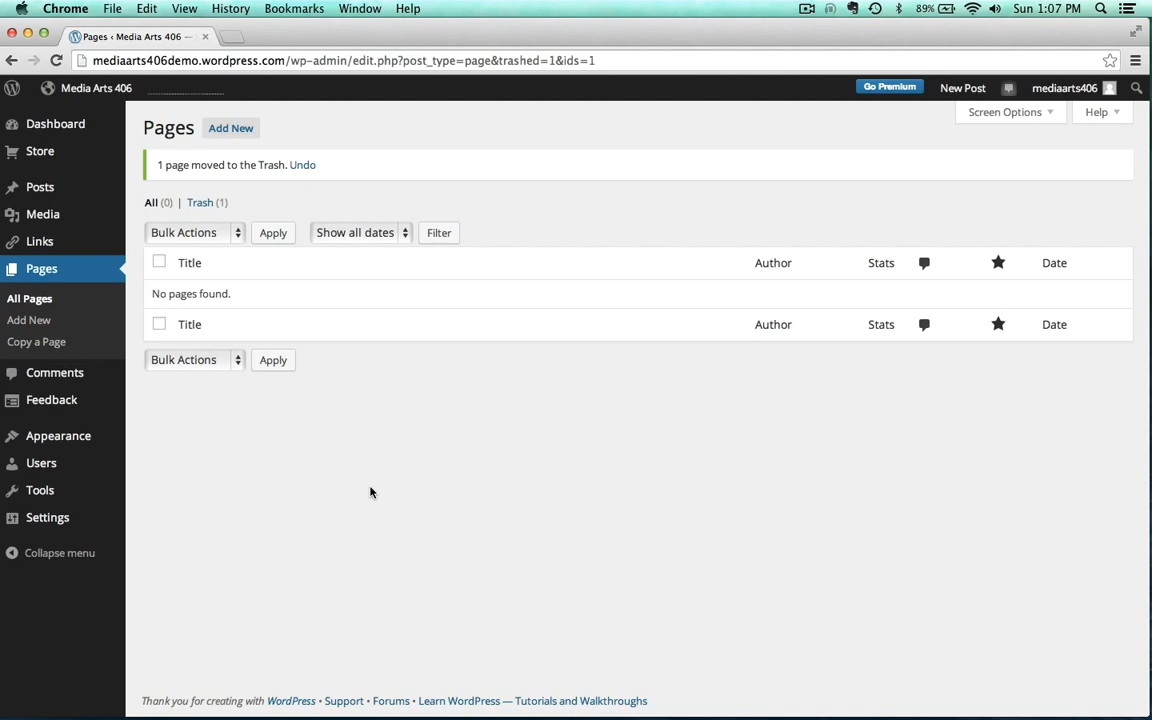 Chrome File Edit View History Bookmarks Window Help 89% Sun 1:07 PM
Pages ‹ Media Arts 406 —
mediaarts406demo.wordpress.com/wp-admin/edit.php?post_type=page&trashed=1&ids=1
Media Arts 406 Go Premium New Post mediaarts406
Screen Options Help
Dashboard
Store
Posts
Media
Links
Pages
All Pages
Add New
Copy a Page
Comments
Feedback
Appearance
Users
Tools
Settings
Collapse menu
Pages Add New
1 page moved to the Trash. Undo
All (0) | Trash (1)
Bulk Actions Apply Show all dates Filter
Title Author Stats Date
No pages found.
Title Author Stats Date
Bulk Actions Apply
Thank you for creating with WordPress • Support • Forums • Learn WordPress — Tutorials and Walkthroughs